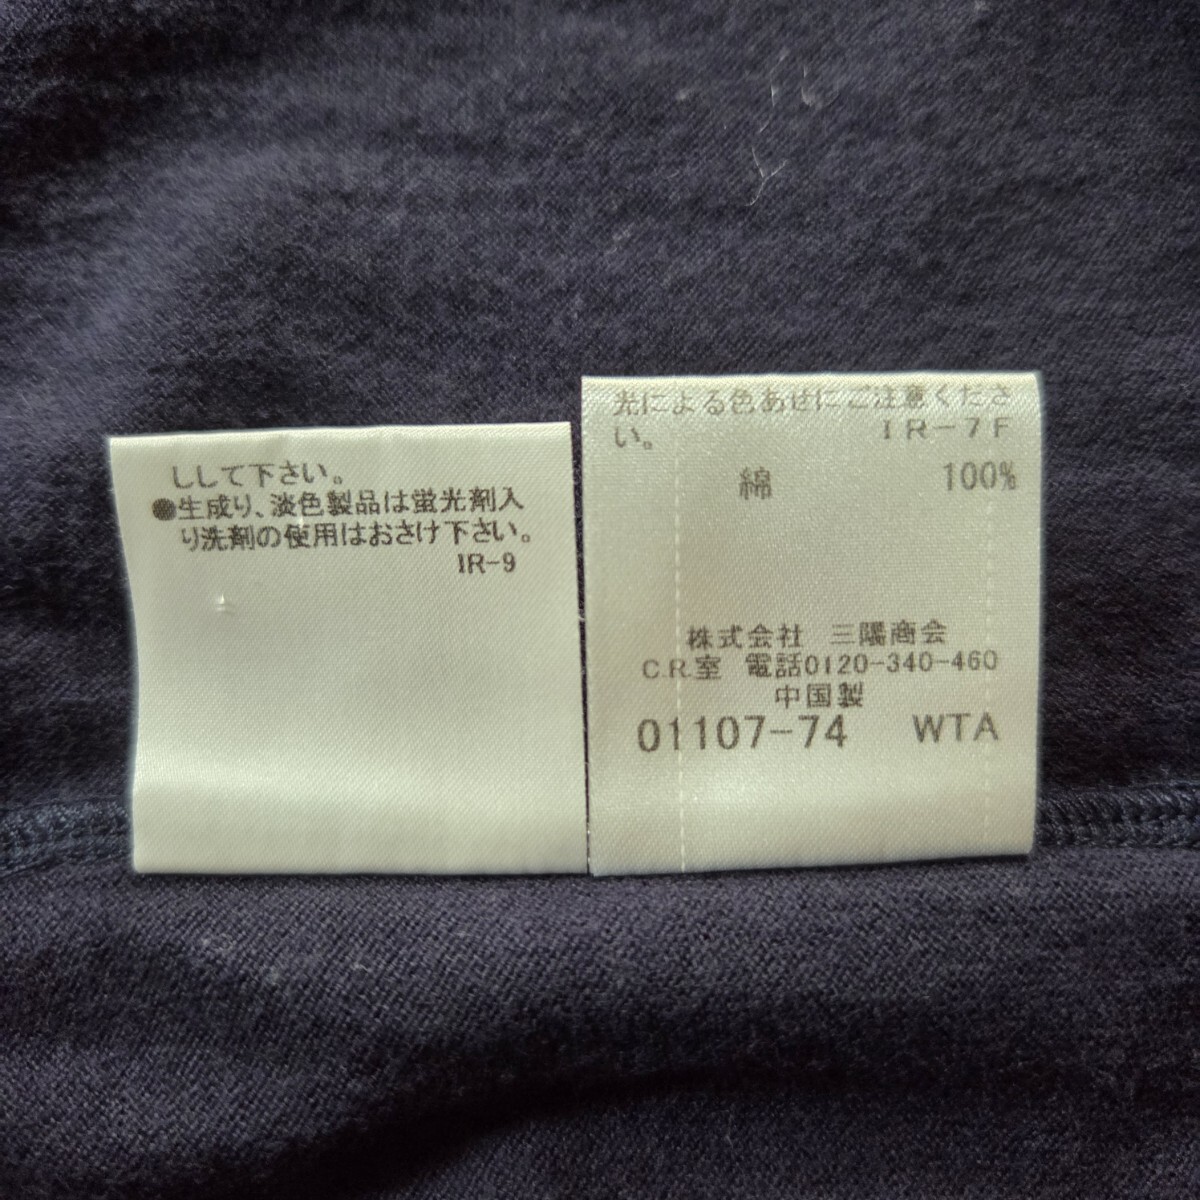 ししして下さい。
●生成り、淡色製品は蛍光剤入
り洗剤の使用はおさけ下さい。
IR-9
光による色あせにご注意くださ
い。 IR-7F
綿 100%
株式会社 三陽商会
C.R.室 電話0120-340-460
中国製
01107-74 WTA